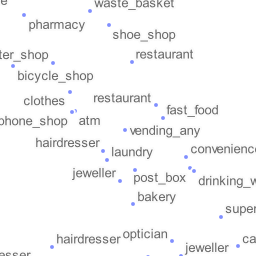 e
waste_basket
pharmacy
shoe_shop
restaurant
ter_shop
bicycle_shop
restaurant
clothes
fast_food
phone_shop
atm
vending_any
hairdresser
laundry
convenience
jeweller
post_box
drinking_w
bakery
super
hairdresser
optician
ca
jeweller
esser